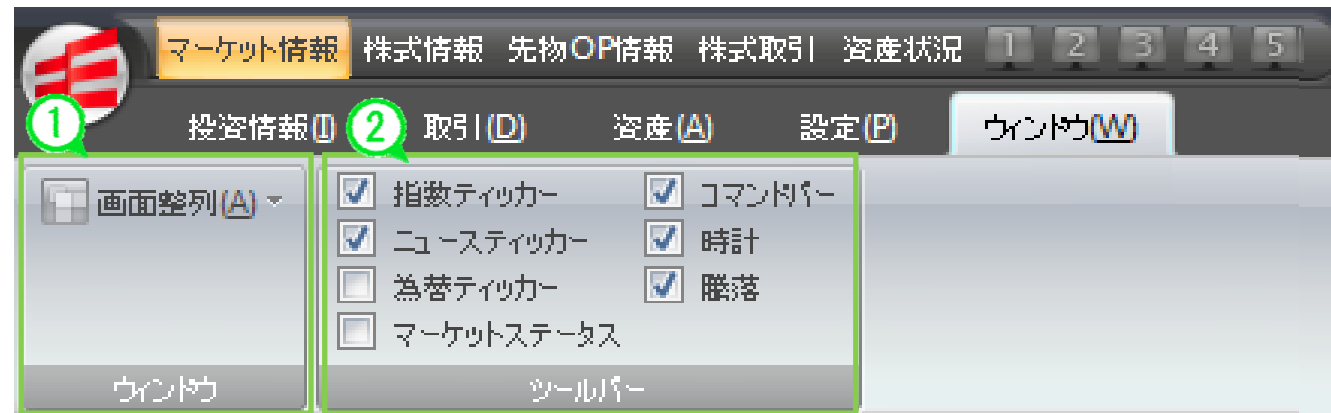 マーケット情報 株式情報 先物OP情報 株式取引 資産状況 1 2 3 4 5
投資情報(I) 取引(D) 資産(A) 設定(P) ウィンドウ(W)
1
2
画面整列(A)
指数ティッカー コマンドバー
ニュースティッカー 時計
為替ティッカー 騰落
マーケットステータス
ウィンドウ ツールバー